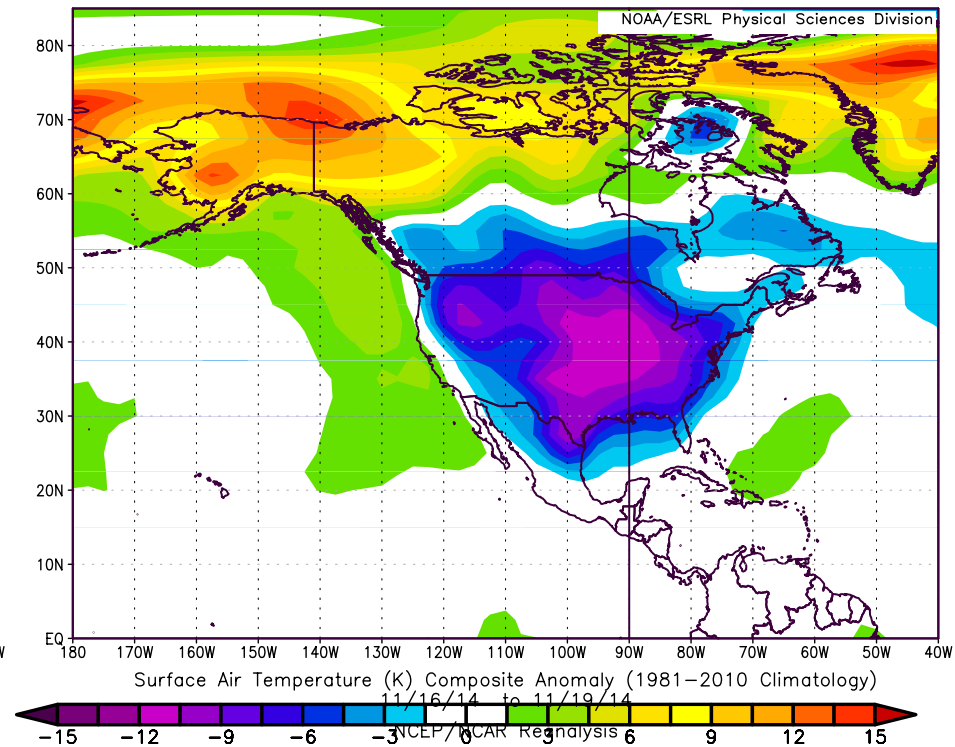 NOAA/ESRL Physical Sciences Division
80N
70N
60N
50N
40N
30N
20N
10N
EQ
W 180 170W 160W 150W 140W 130W 120W 110W 100W 90W 80W 70W 60W 50W 40W
Surface Air Temperature (K) Composite Anomaly (1981-2010 Climatology)
11/16/14 to 11/19/14
NCEP/NCAR Reanalysis
-15 -12 -9 -6 -3 0 3 6 9 12 15